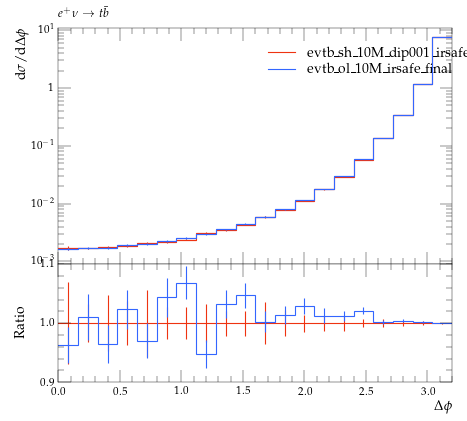 e⁺ν → tb̄
dσ/dΔϕ
10¹
1
10⁻¹
10⁻²
10⁻³
evtb_sh_10M_dip001_irsafe
evtb_ol_10M_irsafe_final
Ratio
1.1
1.0
0.9
0.0 0.5 1.0 1.5 2.0 2.5 3.0
Δϕ